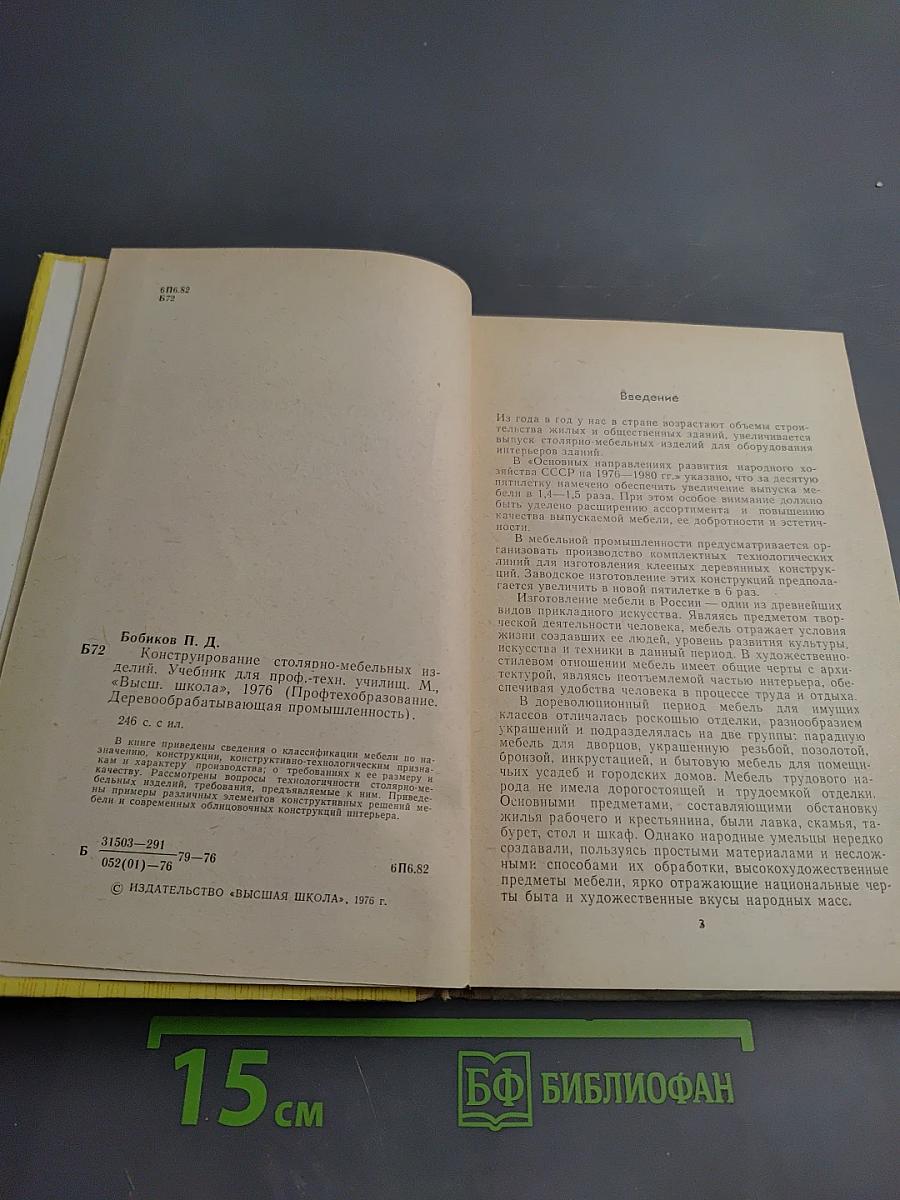 6П6.82
Б72
Бобиков П. Д.
Б72 Конструирование столярно-мебельных из-
делий. Учебник для проф.-техн. училищ. М.,
«Высш. школа», 1976 (Профтехобразование.
Деревообрабатывающая промышленность).
246 с. с ил.
В книге приведены сведения о классификации мебели по на-
значению, конструкции, конструктивно-технологическим призна-
кам и характеру производства; о требованиях к ее размеру и
качеству. Рассмотрены вопросы технологичности столярно-ме-
бельных изделий, требования, предъявляемые к ним. Приведе-
ны примеры различных элементов конструктивных решений ме-
бели и современных облицовочных конструкций интерьера.
31503—291
Б 79—76
052(01)—76
6П6.82
© ИЗДАТЕЛЬСТВО «ВЫСШАЯ ШКОЛА», 1976 г.
Введение
Из года в год у нас в стране возрастают объемы строи-
тельства жилых и общественных зданий, увеличивается
выпуск столярно-мебельных изделий для оборудования
интерьеров зданий.
В «Основных направлениях развития народного хо-
зяйства СССР на 1976—1980 гг.» указано, что за десятую
пятилетку намечено обеспечить увеличение выпуска ме-
бели в 1,4—1,5 раза. При этом особое внимание должно
быть уделено расширению ассортимента и повышению
качества выпускаемой мебели, ее добротности и эстетич-
ности.
В мебельной промышленности предусматривается ор-
ганизовать производство комплектных технологических
линий для изготовления клееных деревянных конструк-
ций. Заводское изготовление этих конструкций предпола-
гается увеличить в новой пятилетке в 6 раз.
Изготовление мебели в России — один из древнейших
видов прикладного искусства. Являясь предметом твор-
ческой деятельности человека, мебель отражает условия
жизни создавших ее людей, уровень развития культуры,
искусства и техники в данный период. В художественно-
стилевом отношении мебель имеет общие черты с архи-
тектурой, являясь неотъемлемой частью интерьера, обе-
спечивая удобства человека в процессе труда и отдыха.
В дореволюционный период мебель для имущих
классов отличалась роскошью отделки, разнообразием
украшений и подразделялась на две группы: парадную
мебель для дворцов, украшенную резьбой, позолотой,
бронзой, инкрустацией, и бытовую мебель для помещи-
чьих усадеб и городских домов. Мебель трудового на-
рода не имела дорогостоящей и трудоемкой отделки.
Основными предметами, составляющими обстановку
жилья рабочего и крестьянина, были лавка, скамья, та-
бурет, стол и шкаф. Однако народные умельцы нередко
создавали, пользуясь простыми материалами и неслож-
ными способами их обработки, высокохудожественные
предметы мебели, ярко отражающие национальные чер-
ты быта и художественные вкусы народных масс.
3
15 см
БФ БИБЛИОФАН